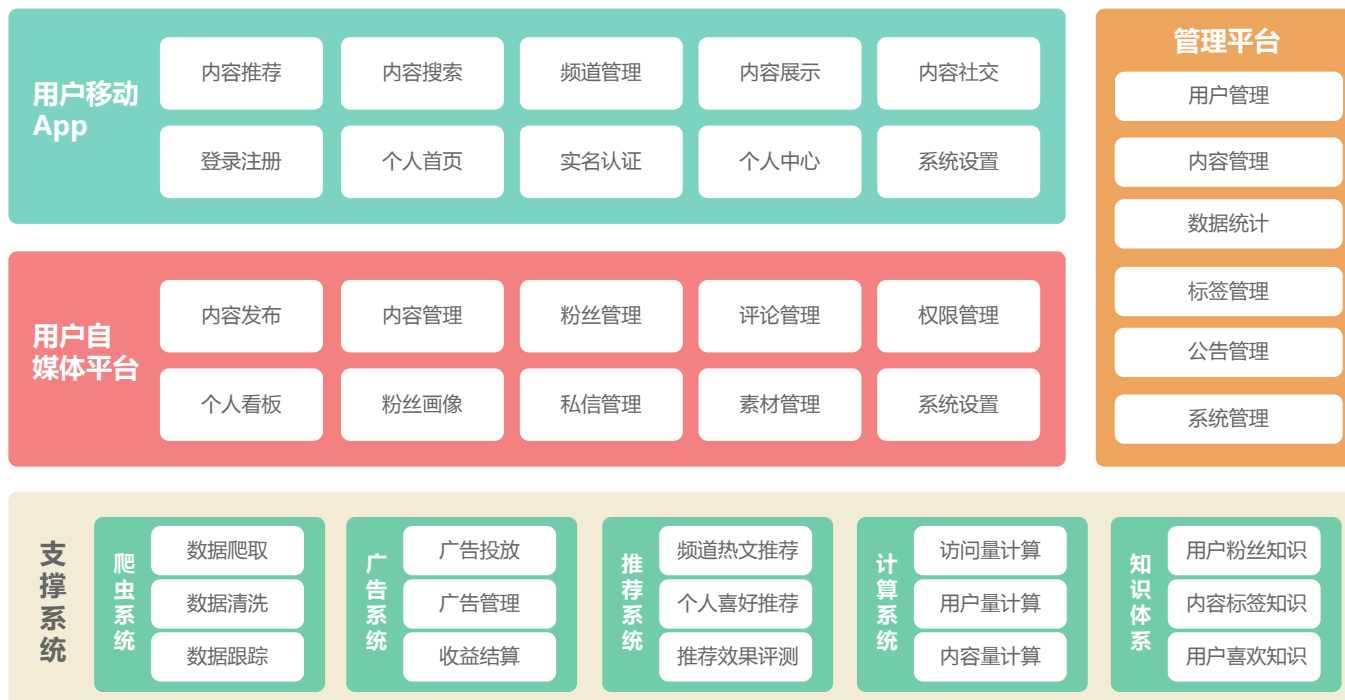 用户移动
App
内容推荐
内容搜索
频道管理
内容展示
内容社交
登录注册
个人首页
实名认证
个人中心
系统设置
用户自
媒体平台
内容发布
内容管理
粉丝管理
评论管理
权限管理
个人看板
粉丝画像
私信管理
素材管理
系统设置
管理平台
用户管理
内容管理
数据统计
标签管理
公告管理
系统管理
支撑系统
爬虫系统
数据爬取
数据清洗
数据跟踪
广告系统
广告投放
广告管理
收益结算
推荐系统
频道热文推荐
个人喜好推荐
推荐效果评测
计算系统
访问量计算
用户量计算
内容量计算
知识体系
用户粉丝知识
内容标签知识
用户喜欢知识